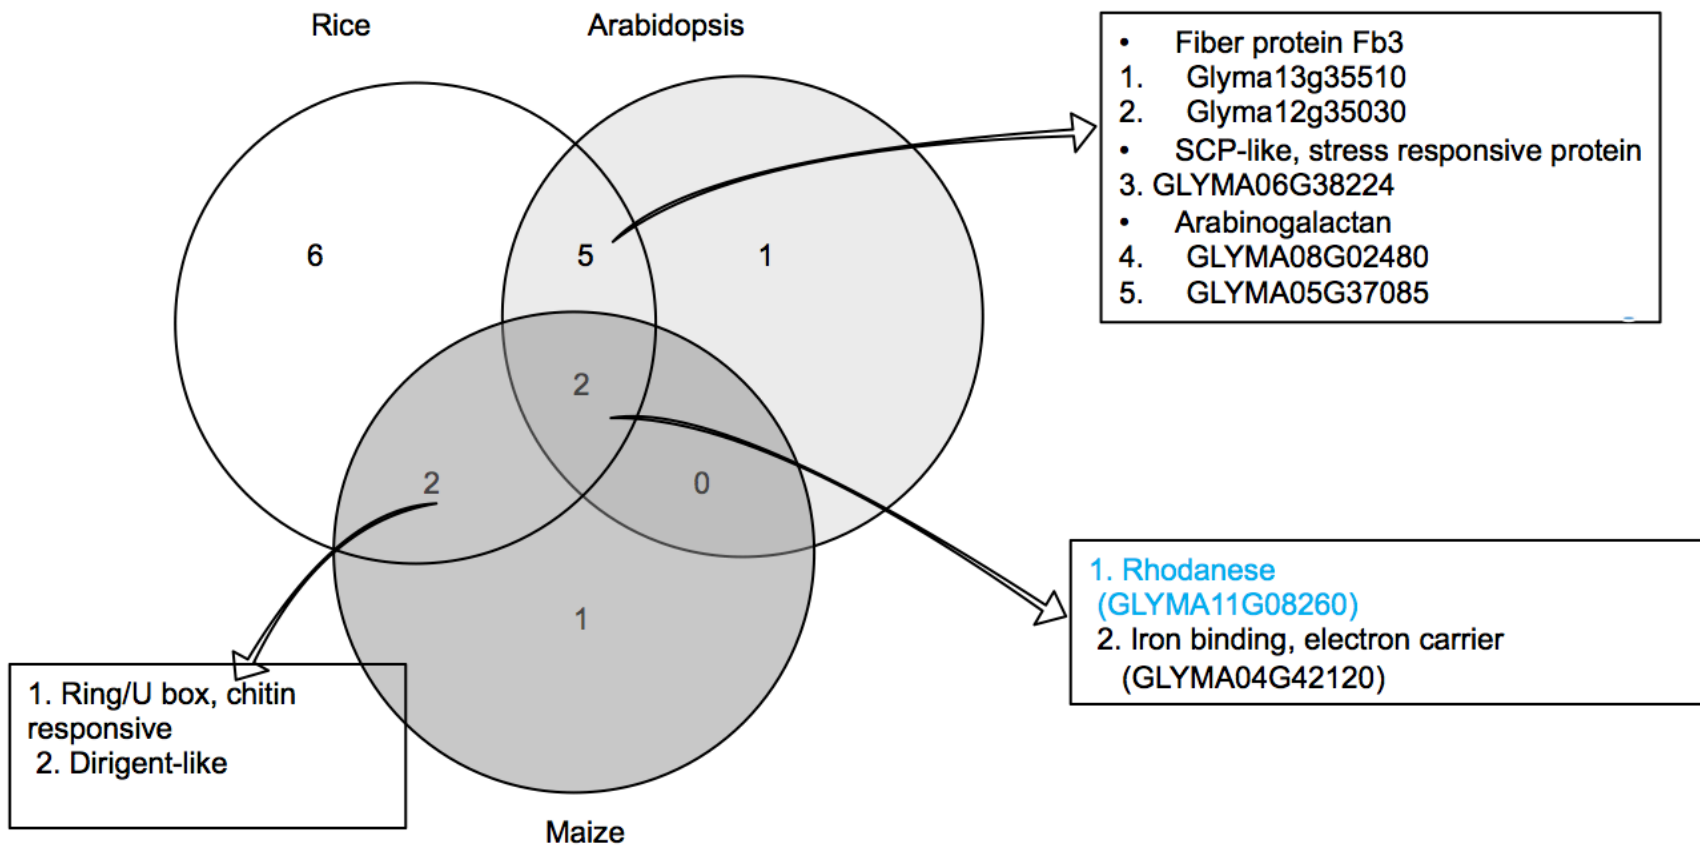 Rice
Arabidopsis
• Fiber protein Fb3
1. Glyma13g35510
2. Glyma12g35030
• SCP-like, stress responsive protein
3. GLYMA06G38224
• Arabinogalactan
4. GLYMA08G02480
5. GLYMA05G37085
6
5
1
2
2
0
1
1. Rhodanese
(GLYMA11G08260)
2. Iron binding, electron carrier
(GLYMA04G42120)
1. Ring/U box, chitin
responsive
2. Dirigent-like
Maize